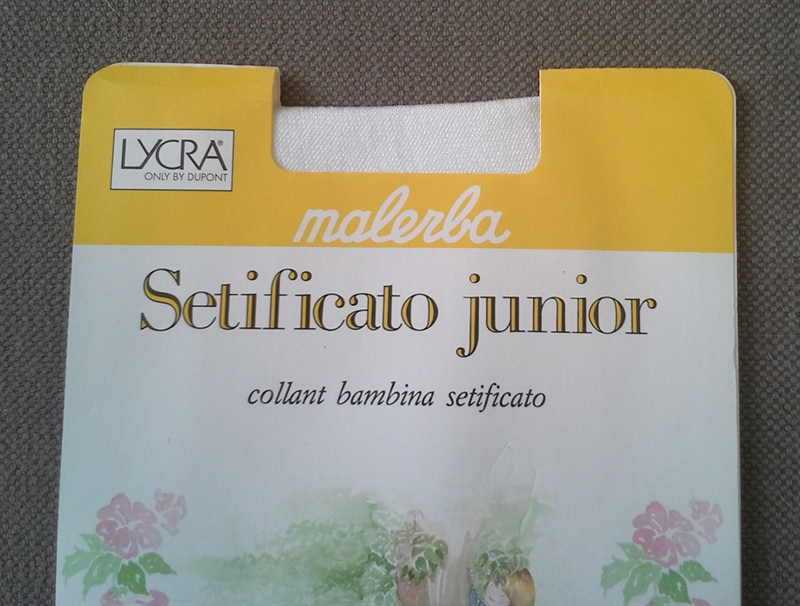 LYCRA®
ONLY BY DUPONT
malerba
Setificato junior
collant bambina setificato